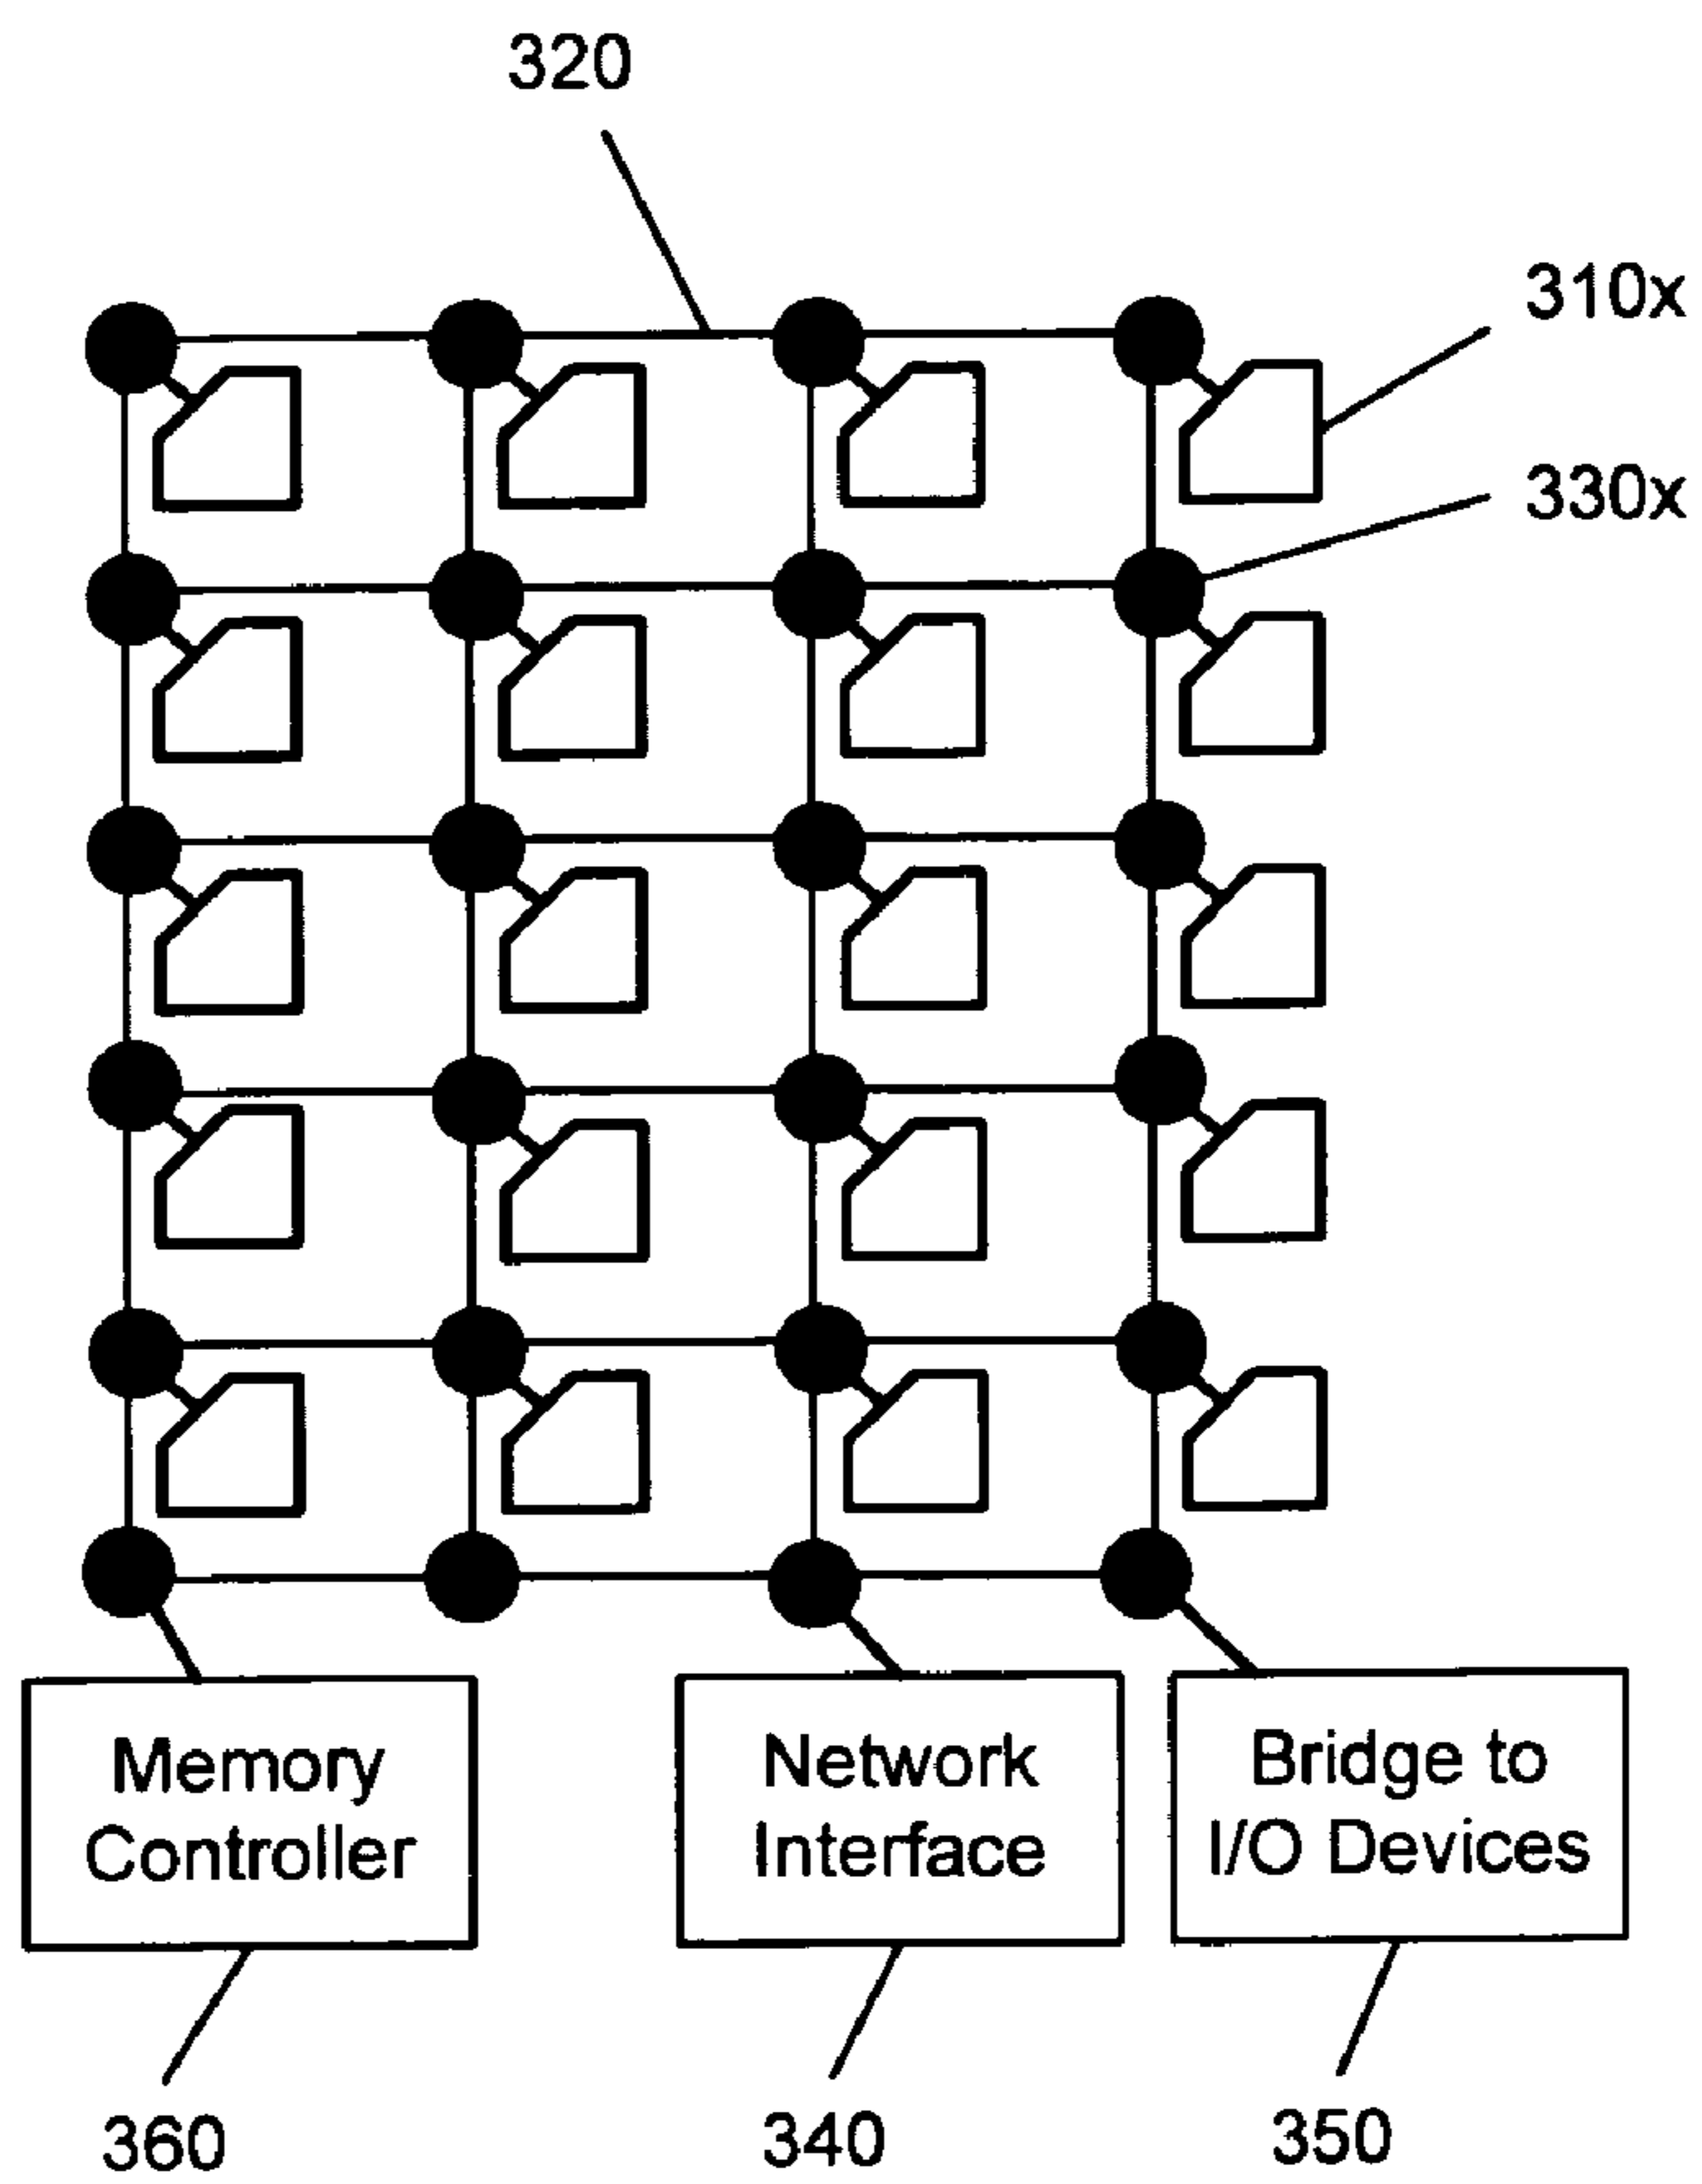 320
310x
330x
Memory
Controller
Network
Interface
Bridge to
I/O Devices
360
340
350